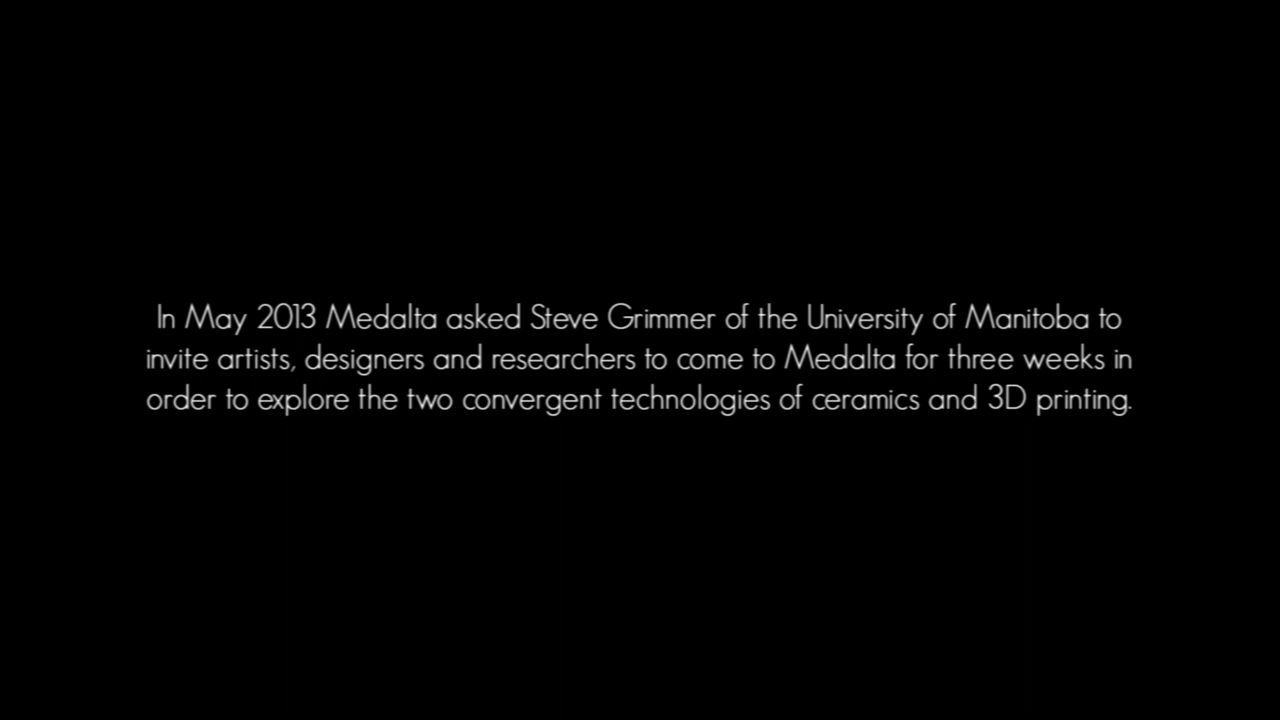 In May 2013 Medalta asked Steve Grimmer of the University of Manitoba to
invite artists, designers and researchers to come to Medalta for three weeks in
order to explore the two convergent technologies of ceramics and 3D printing.